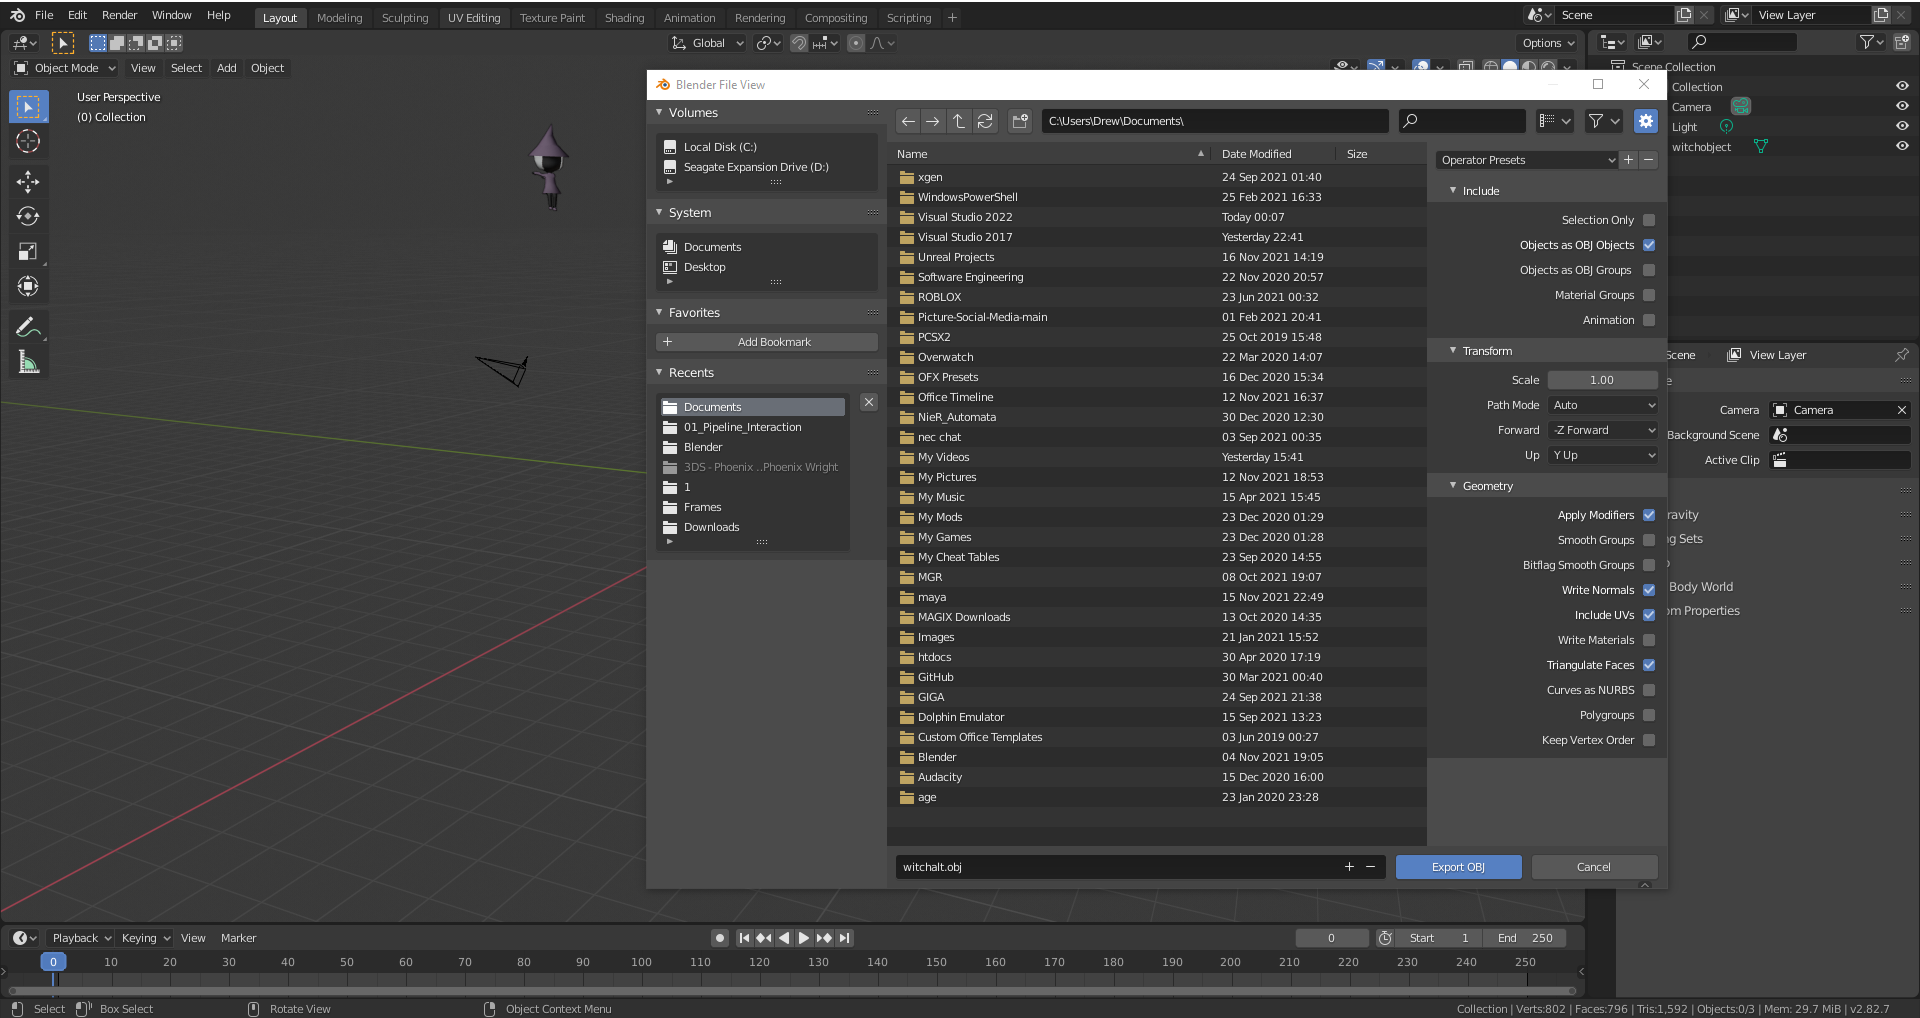 File Edit Render Window Help Layout Modeling Sculpting UV Editing Texture Paint Shading Animation Rendering Compositing Scripting + Scene View Layer
Global Options
Object Mode View Select Add Object
User Perspective
(0) Collection
Scene Collection
Collection
Camera
Light
witchobject
Blender File View
Volumes
Local Disk (C:)
Seagate Expansion Drive (D:)
System
Documents
Desktop
Favorites
Add Bookmark
Recents
Documents
01_Pipeline_Interaction
Blender
3DS - Phoenix ..Phoenix Wright
1
Frames
Downloads
C:\Users\Drew\Documents\
Name Date Modified Size
xgen 24 Sep 2021 01:40
WindowsPowerShell 25 Feb 2021 16:33
Visual Studio 2022 Today 00:07
Visual Studio 2017 Yesterday 22:41
Unreal Projects 16 Nov 2021 14:19
Software Engineering 22 Nov 2020 20:57
ROBLOX 23 Jun 2021 00:32
Picture-Social-Media-main 01 Feb 2021 20:41
PCSX2 25 Oct 2019 15:48
Overwatch 22 Mar 2020 14:07
OFX Presets 16 Dec 2020 15:34
Office Timeline 12 Nov 2021 16:37
NieR_Automata 30 Dec 2020 12:30
nec chat 03 Sep 2021 00:35
My Videos Yesterday 15:41
My Pictures 12 Nov 2021 18:53
My Music 15 Apr 2021 15:45
My Mods 23 Dec 2020 01:29
My Games 23 Dec 2020 01:28
My Cheat Tables 23 Sep 2020 14:55
MGR 08 Oct 2021 19:07
maya 15 Nov 2021 22:49
MAGIX Downloads 13 Oct 2020 14:35
Images 21 Jan 2021 15:52
htdocs 30 Apr 2020 17:19
GitHub 30 Mar 2021 00:40
GIGA 24 Sep 2021 21:38
Dolphin Emulator 15 Sep 2021 13:23
Custom Office Templates 03 Jun 2019 00:27
Blender 04 Nov 2021 19:05
Audacity 15 Dec 2020 16:00
age 23 Jan 2020 23:28
witchalt.obj + − Export OBJ Cancel
Operator Presets + −
Include
Selection Only
Objects as OBJ Objects
Objects as OBJ Groups
Material Groups
Animation
Transform
Scale 1.00
Path Mode Auto
Forward -Z Forward
Up Y Up
Geometry
Apply Modifiers
Smooth Groups
Bitflag Smooth Groups
Write Normals
Include UVs
Write Materials
Triangulate Faces
Curves as NURBS
Polygroups
Keep Vertex Order
Scene View Layer
e
Camera Camera
Background Scene
Active Clip
ravity
ng Sets
Body World
om Properties
Playback Keying View Marker 0 Start 1 End 250
0 10 20 30 40 50 60 70 80 90 100 110 120 130 140 150 160 170 180 190 200 210 220 230 240 250
Select Box Select Rotate View Object Context Menu Collection | Verts:802 | Faces:796 | Tris:1,592 | Objects:0/3 | Mem: 29.7 MiB | v2.82.7